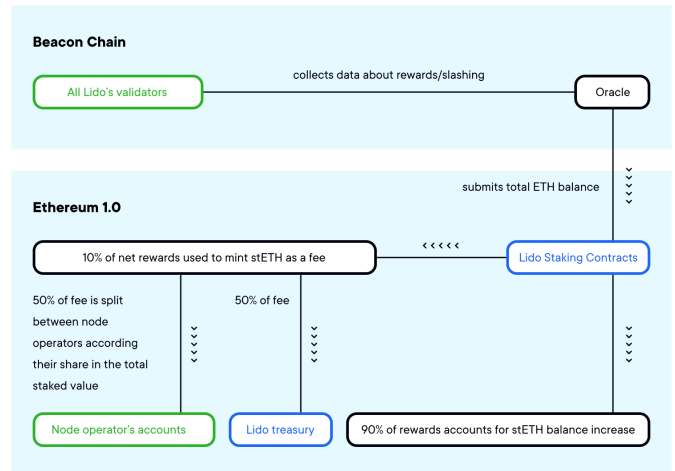 Beacon Chain
collects data about rewards/slashing
All Lido's validators
Oracle
submits total ETH balance
Ethereum 1.0
10% of net rewards used to mint stETH as a fee
Lido Staking Contracts
50% of fee is split
between node
operators according
their share in the total
staked value
50% of fee
Node operator's accounts
Lido treasury
90% of rewards accounts for stETH balance increase